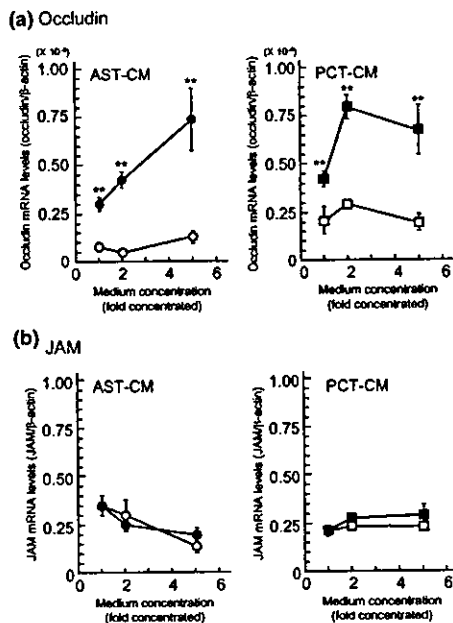 (a) Occludin
(X 10⁻⁴)
AST-CM
Occludin mRNA levels (occludin/β-actin)
1.00
0.75
0.50
0.25
0
**
**
**
0 2 4 6
Medium concentration
(fold concentrated)
PCT-CM
Occludin mRNA levels (occludin/β-actin)
1.00
0.75
0.50
0.25
0
**
**
**
0 2 4 6
Medium concentration
(fold concentrated)
(b) JAM
AST-CM
JAM mRNA levels (JAM/β-actin)
1.00
0.75
0.50
0.25
0
0 2 4 6
Medium concentration
(fold concentrated)
PCT-CM
JAM mRNA levels (JAM/β-actin)
1.00
0.75
0.50
0.25
0
0 2 4 6
Medium concentration
(fold concentrated)